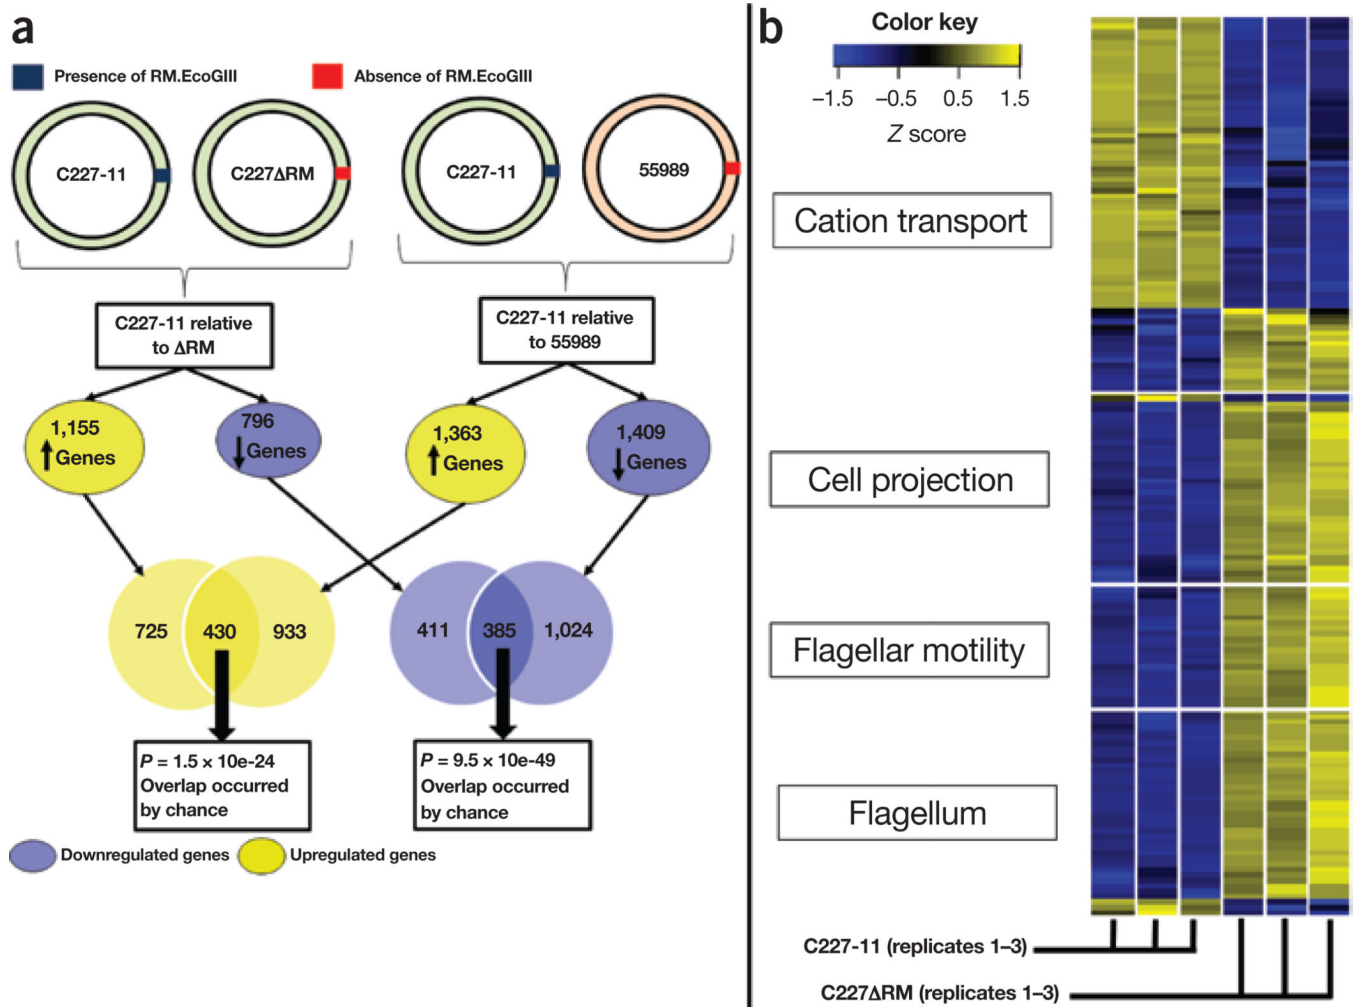 a
Presence of RM.EcoGIII
Absence of RM.EcoGIII
C227-11
C227ΔRM
C227-11
55989
C227-11 relative
to ΔRM
C227-11 relative
to 55989
1,155
Genes
796
Genes
1,363
Genes
1,409
Genes
725
430
933
411
385
1,024
P = 1.5 × 10e-24
Overlap occurred
by chance
P = 9.5 × 10e-49
Overlap occurred
by chance
Downregulated genes
Upregulated genes
b
Color key
–1.5 –0.5 0.5 1.5
Z score
Cation transport
Cell projection
Flagellar motility
Flagellum
C227-11 (replicates 1–3)
C227ΔRM (replicates 1–3)